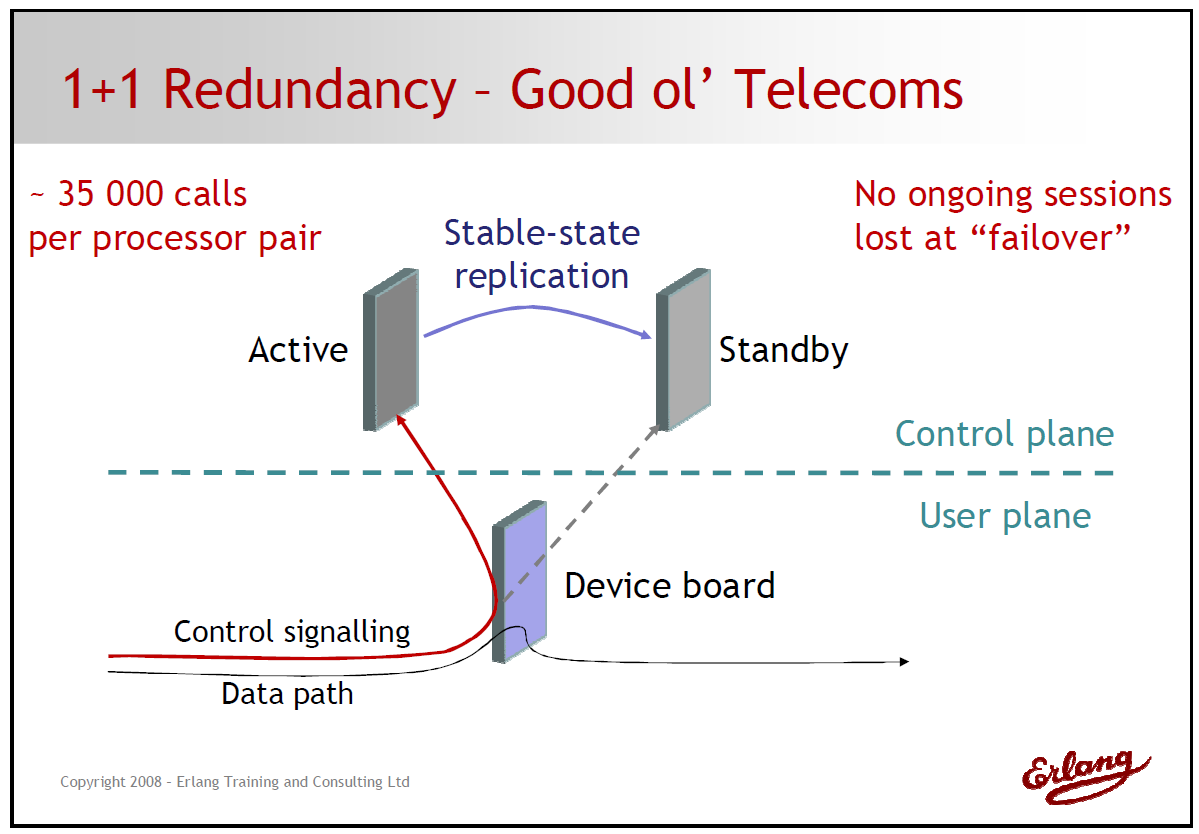 1+1 Redundancy – Good ol’ Telecoms
~ 35 000 calls
per processor pair
No ongoing sessions
lost at “failover”
Stable-state
replication
Active
Standby
Control plane
User plane
Device board
Control signalling
Data path
Copyright 2008 – Erlang Training and Consulting Ltd
Erlang